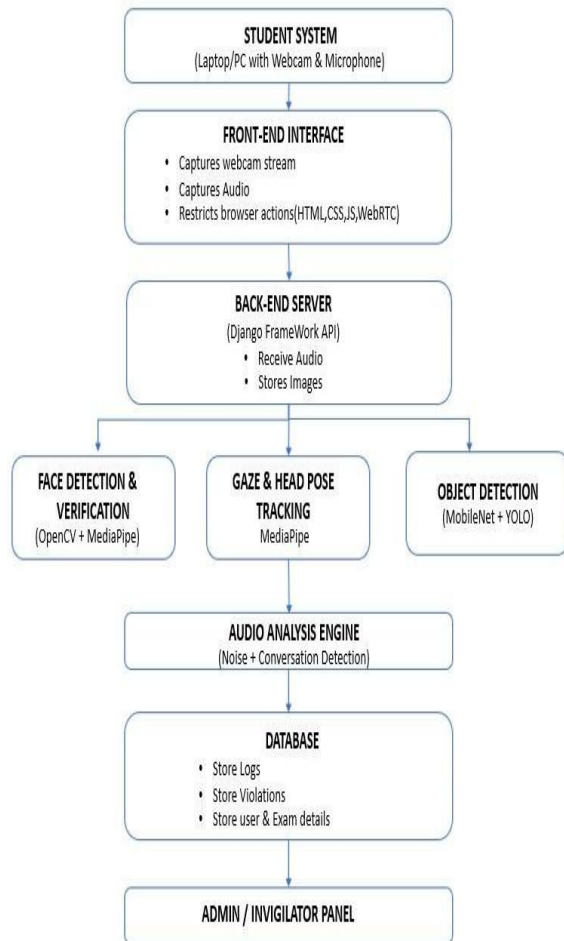 STUDENT SYSTEM
(Laptop/PC with Webcam & Microphone)
FRONT-END INTERFACE
• Captures webcam stream
• Captures Audio
• Restricts browser actions(HTML,CSS,JS,WebRTC)
BACK-END SERVER
(Django FrameWork API)
• Receive Audio
• Stores Images
FACE DETECTION &
VERIFICATION
(OpenCV + MediaPipe)
GAZE & HEAD POSE
TRACKING
MediaPipe
OBJECT DETECTION
(MobileNet + YOLO)
AUDIO ANALYSIS ENGINE
(Noise + Conversation Detection)
DATABASE
• Store Logs
• Store Violations
• Store user & Exam details
ADMIN / INVIGILATOR PANEL